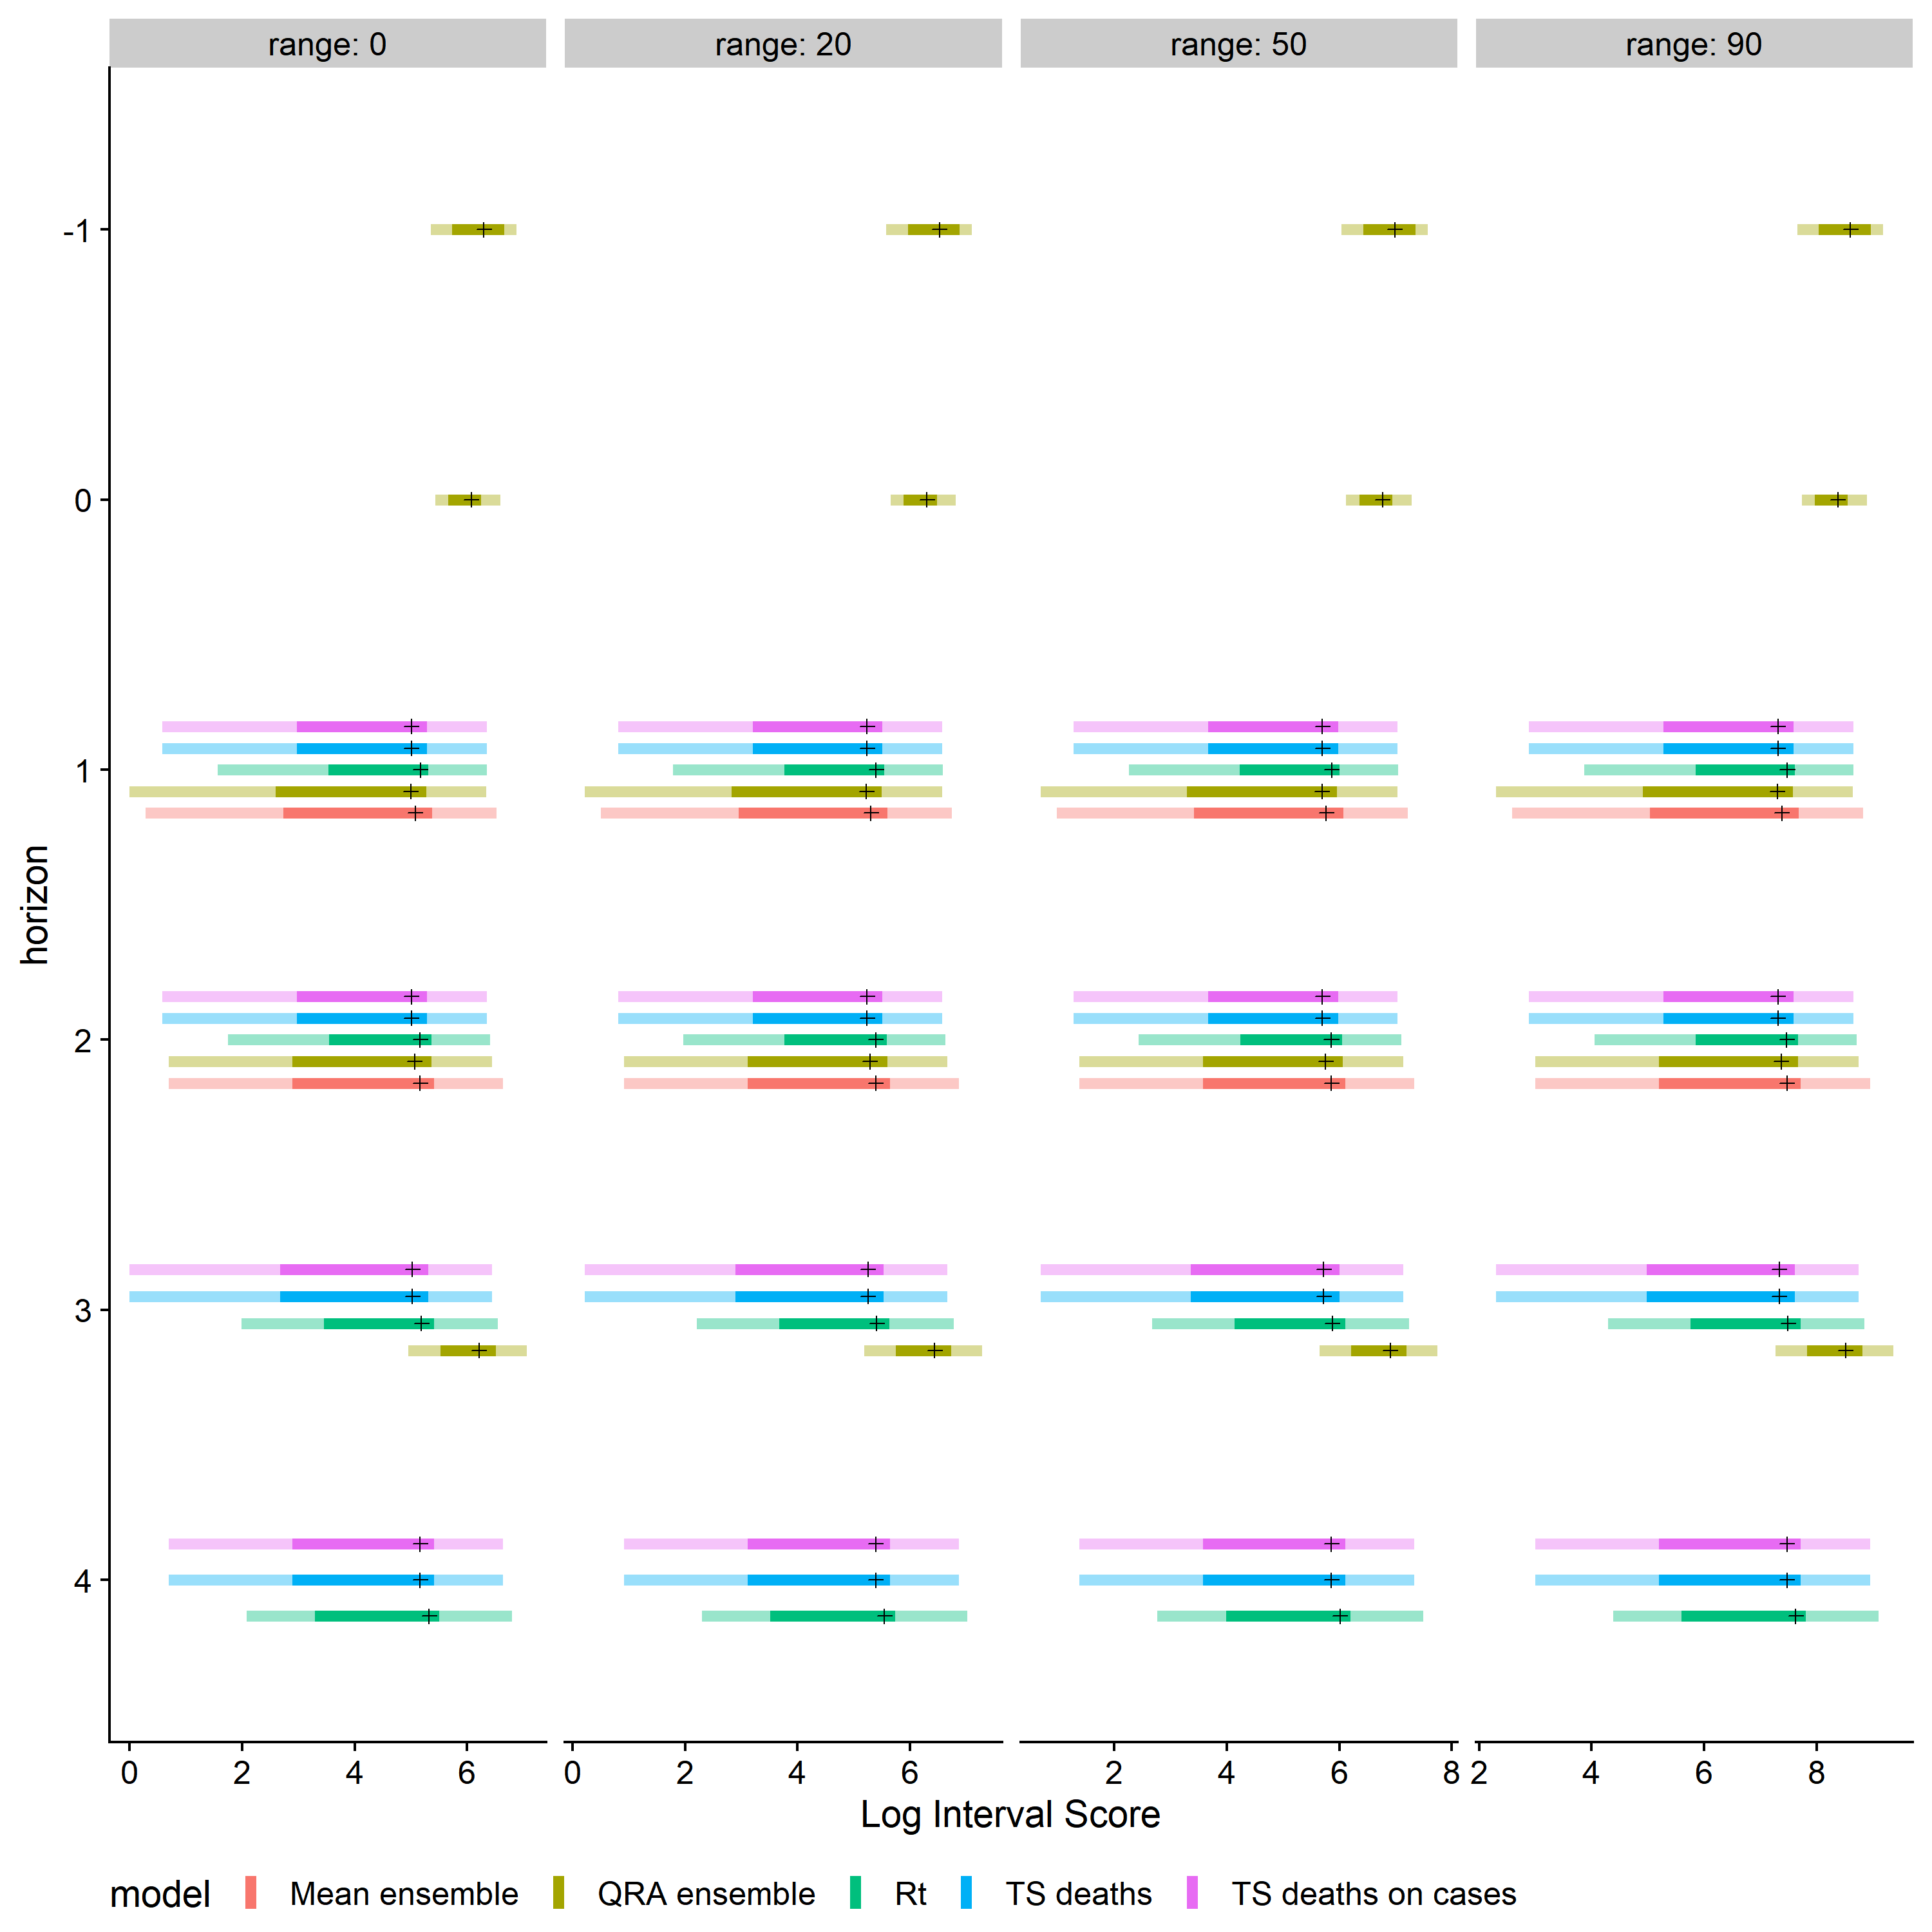 range: 0 range: 20 range: 50 range: 90
-1
0
1
2
3
4
horizon
0 2 4 6 0 2 4 6 2 4 6 8 2 4 6 8
Log Interval Score
model Mean ensemble QRA ensemble Rt TS deaths TS deaths on cases